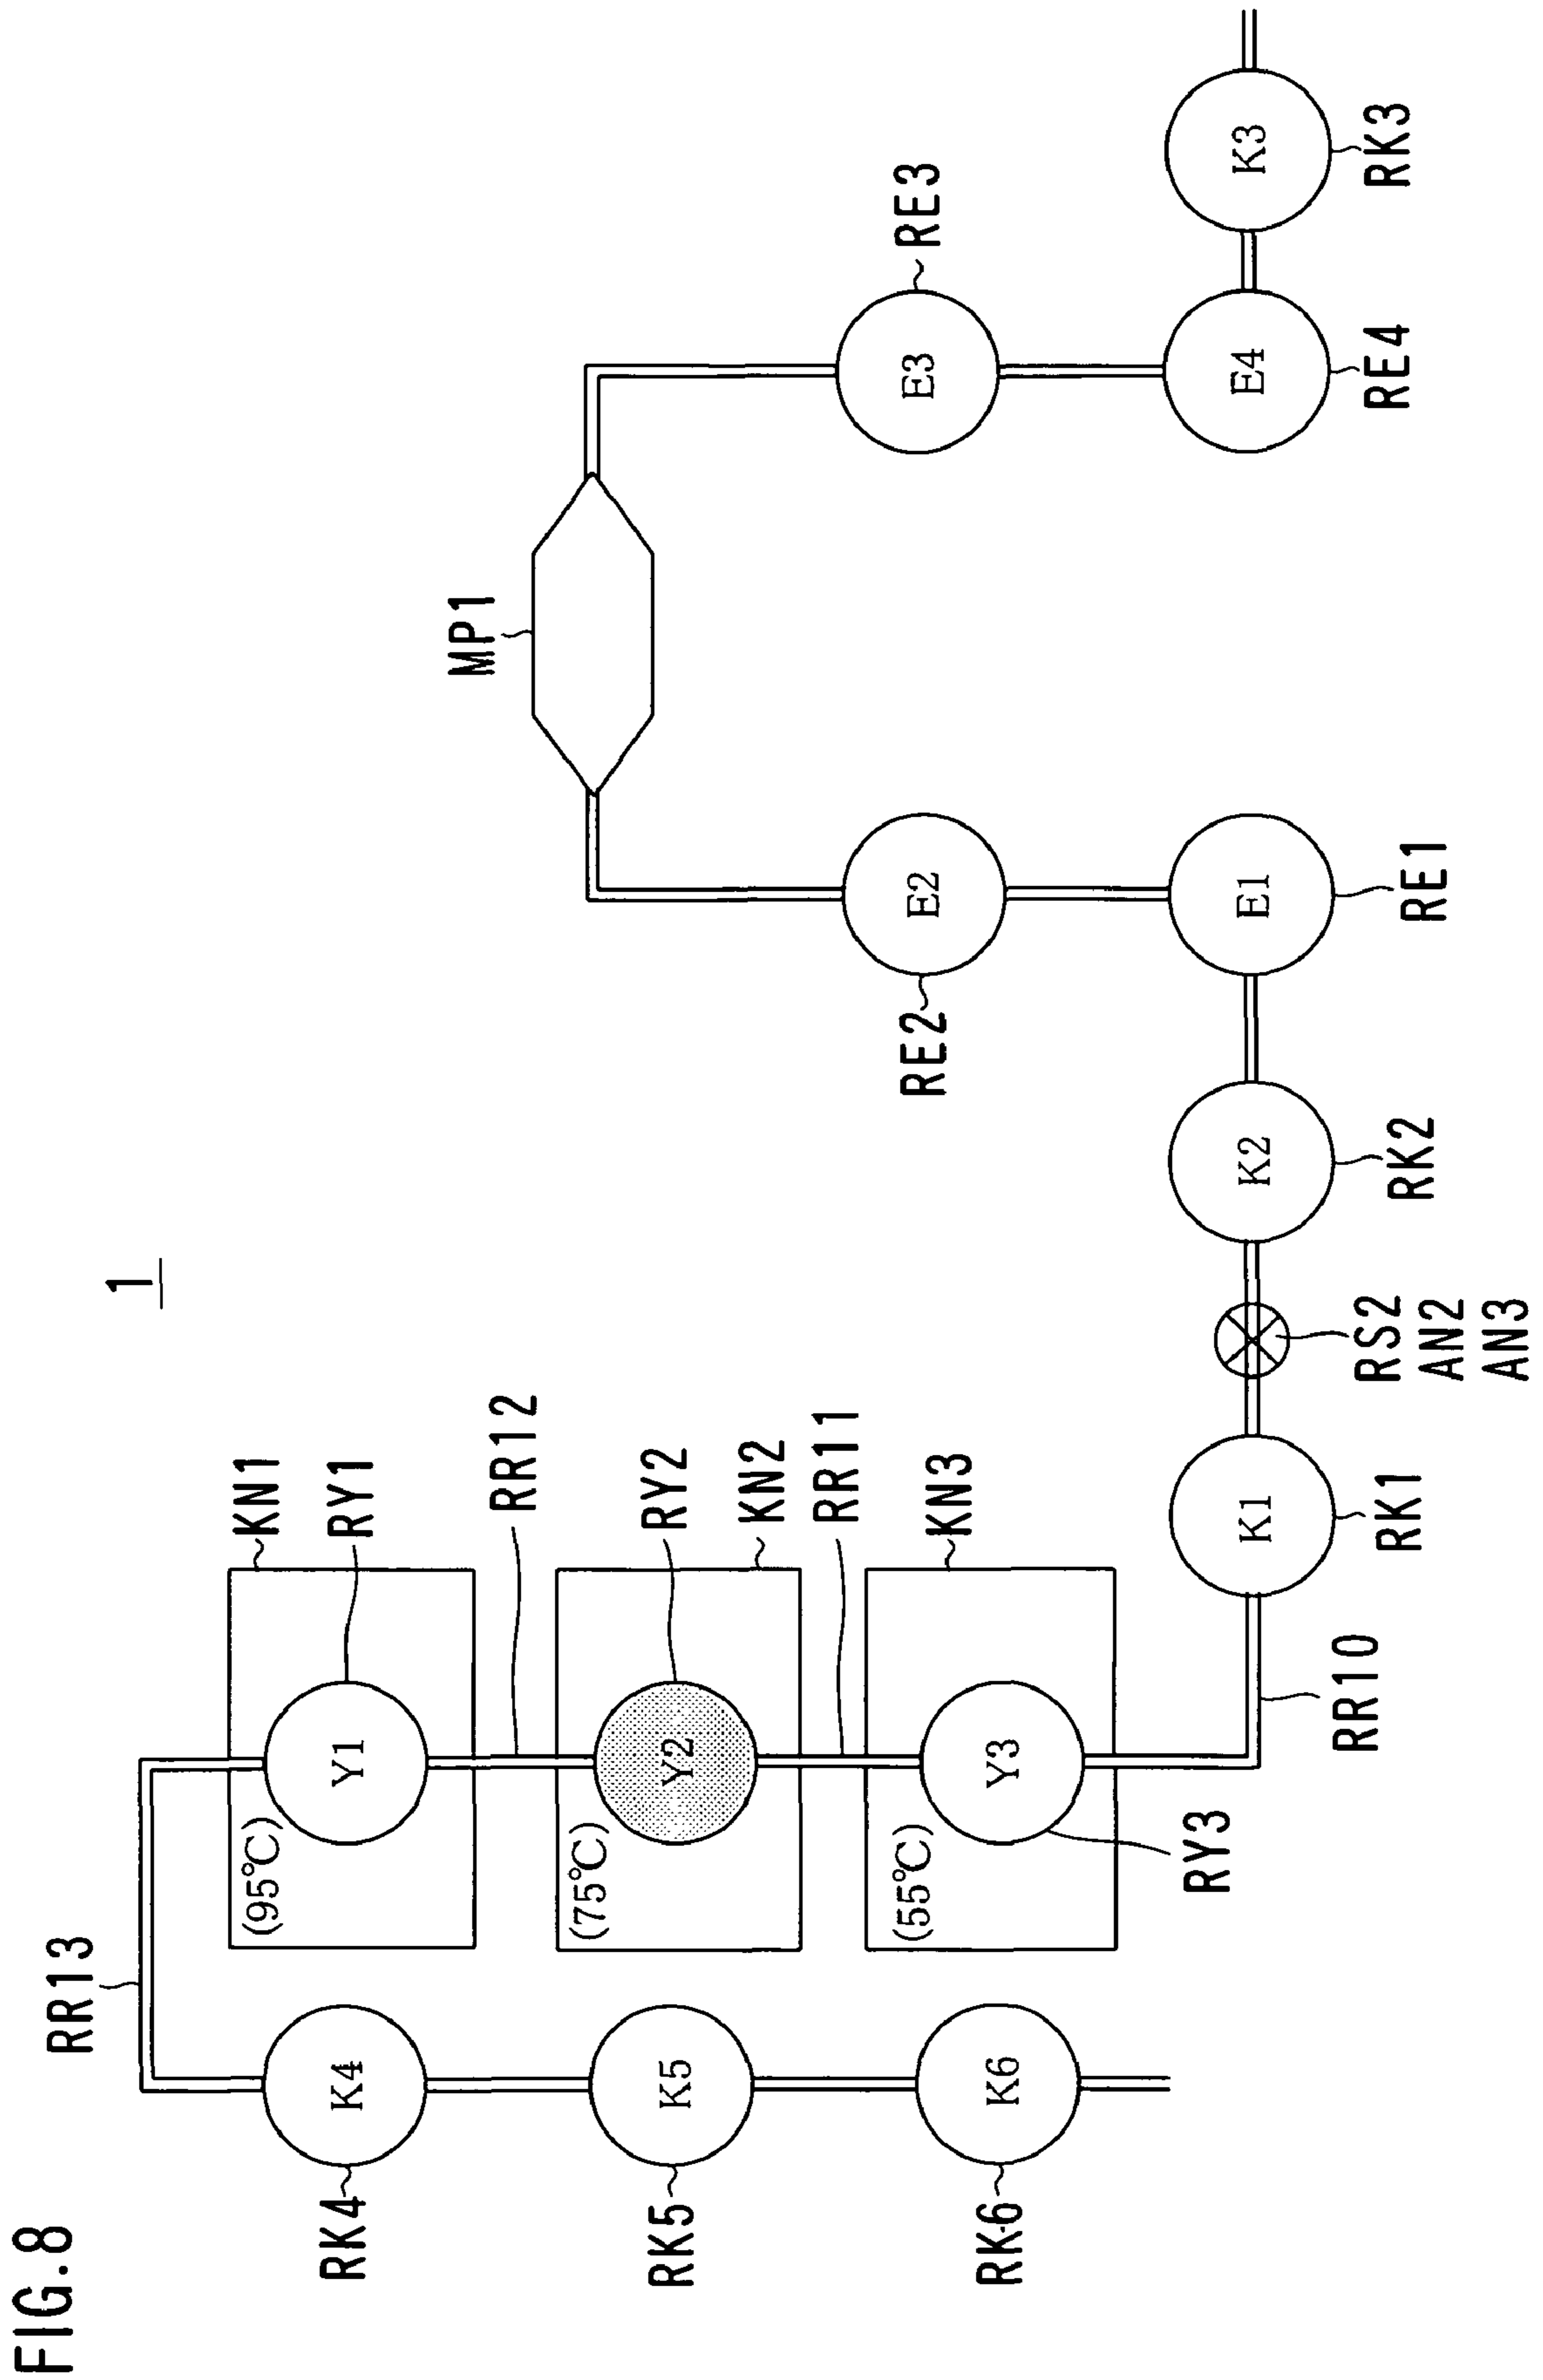 FIG.8
1
RR13
RK4
K4
RK5
K5
RK6
K6
KN1
(95°C)
Y1
RY1
RR12
(75°C)
Y2
RY2
KN2
RR11
(55°C)
Y3
KN3
RY3
RR10
K1
RK1
RS2
AN2
AN3
K2
RK2
E1
RE1
E2
RE2
MP1
E3
RE3
E4
RE4
K3
RK3